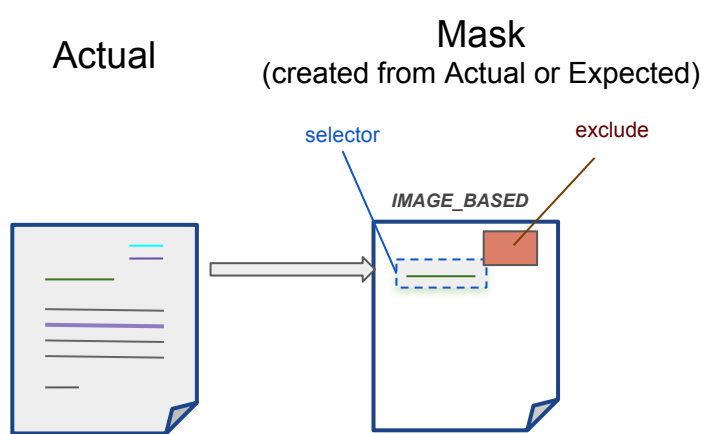 Actual
Mask
(created from Actual or Expected)
selector
exclude
IMAGE_BASED